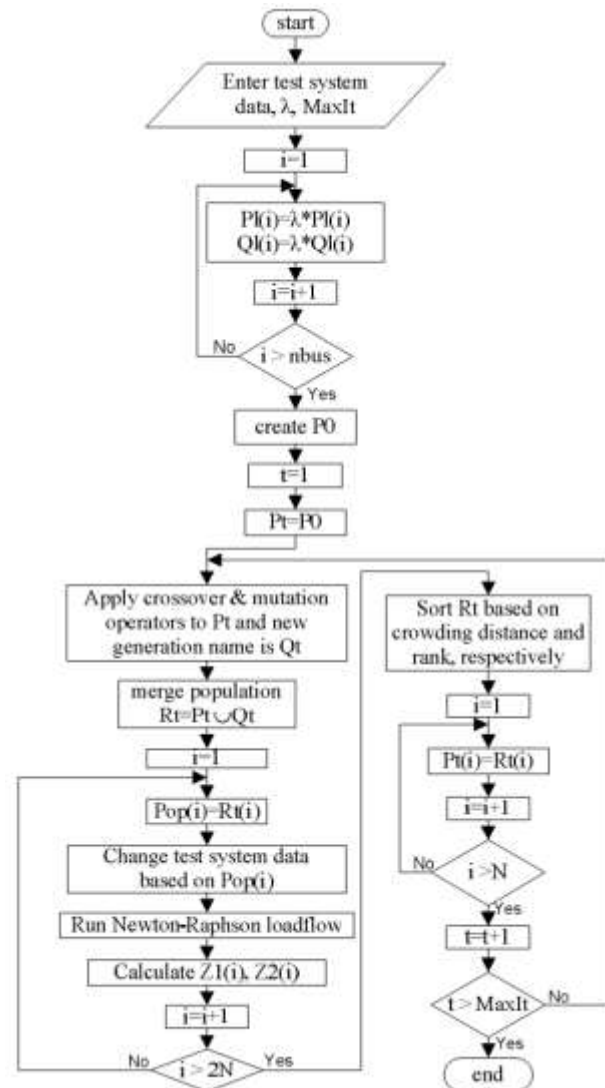 start
Enter test system
data, λ, MaxIt
i=1
Pl(i)=λ*Pl(i)
Ql(i)=λ*Ql(i)
i=i+1
No
i > nbus
Yes
create P0
t=1
Pt=P0
Apply crossover & mutation
operators to Pt and new
generation name is Qt
merge population
Rt=Pt∪Qt
i=1
Pop(i)=Rt(i)
Change test system data
based on Pop(i)
Run Newton-Raphson loadflow
Calculate Z1(i), Z2(i)
i=i+1
No
i > 2N
Yes
Sort Rt based on
crowding distance and
rank, respectively
i=1
Pt(i)=Rt(i)
i=i+1
No
i >N
Yes
t=t+1
t > MaxIt
No
Yes
end